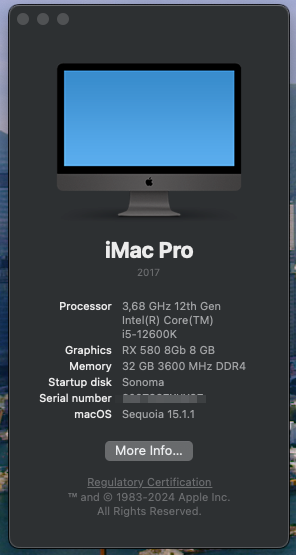 iMac Pro
2017
Processor 3,68 GHz 12th Gen
Intel(R) Core(TM)
i5-12600K
Graphics RX 580 8Gb 8 GB
Memory 32 GB 3600 MHz DDR4
Startup disk Sonoma
Serial number
macOS Sequoia 15.1.1
More Info...
Regulatory Certification
™ and © 1983-2024 Apple Inc.
All Rights Reserved.